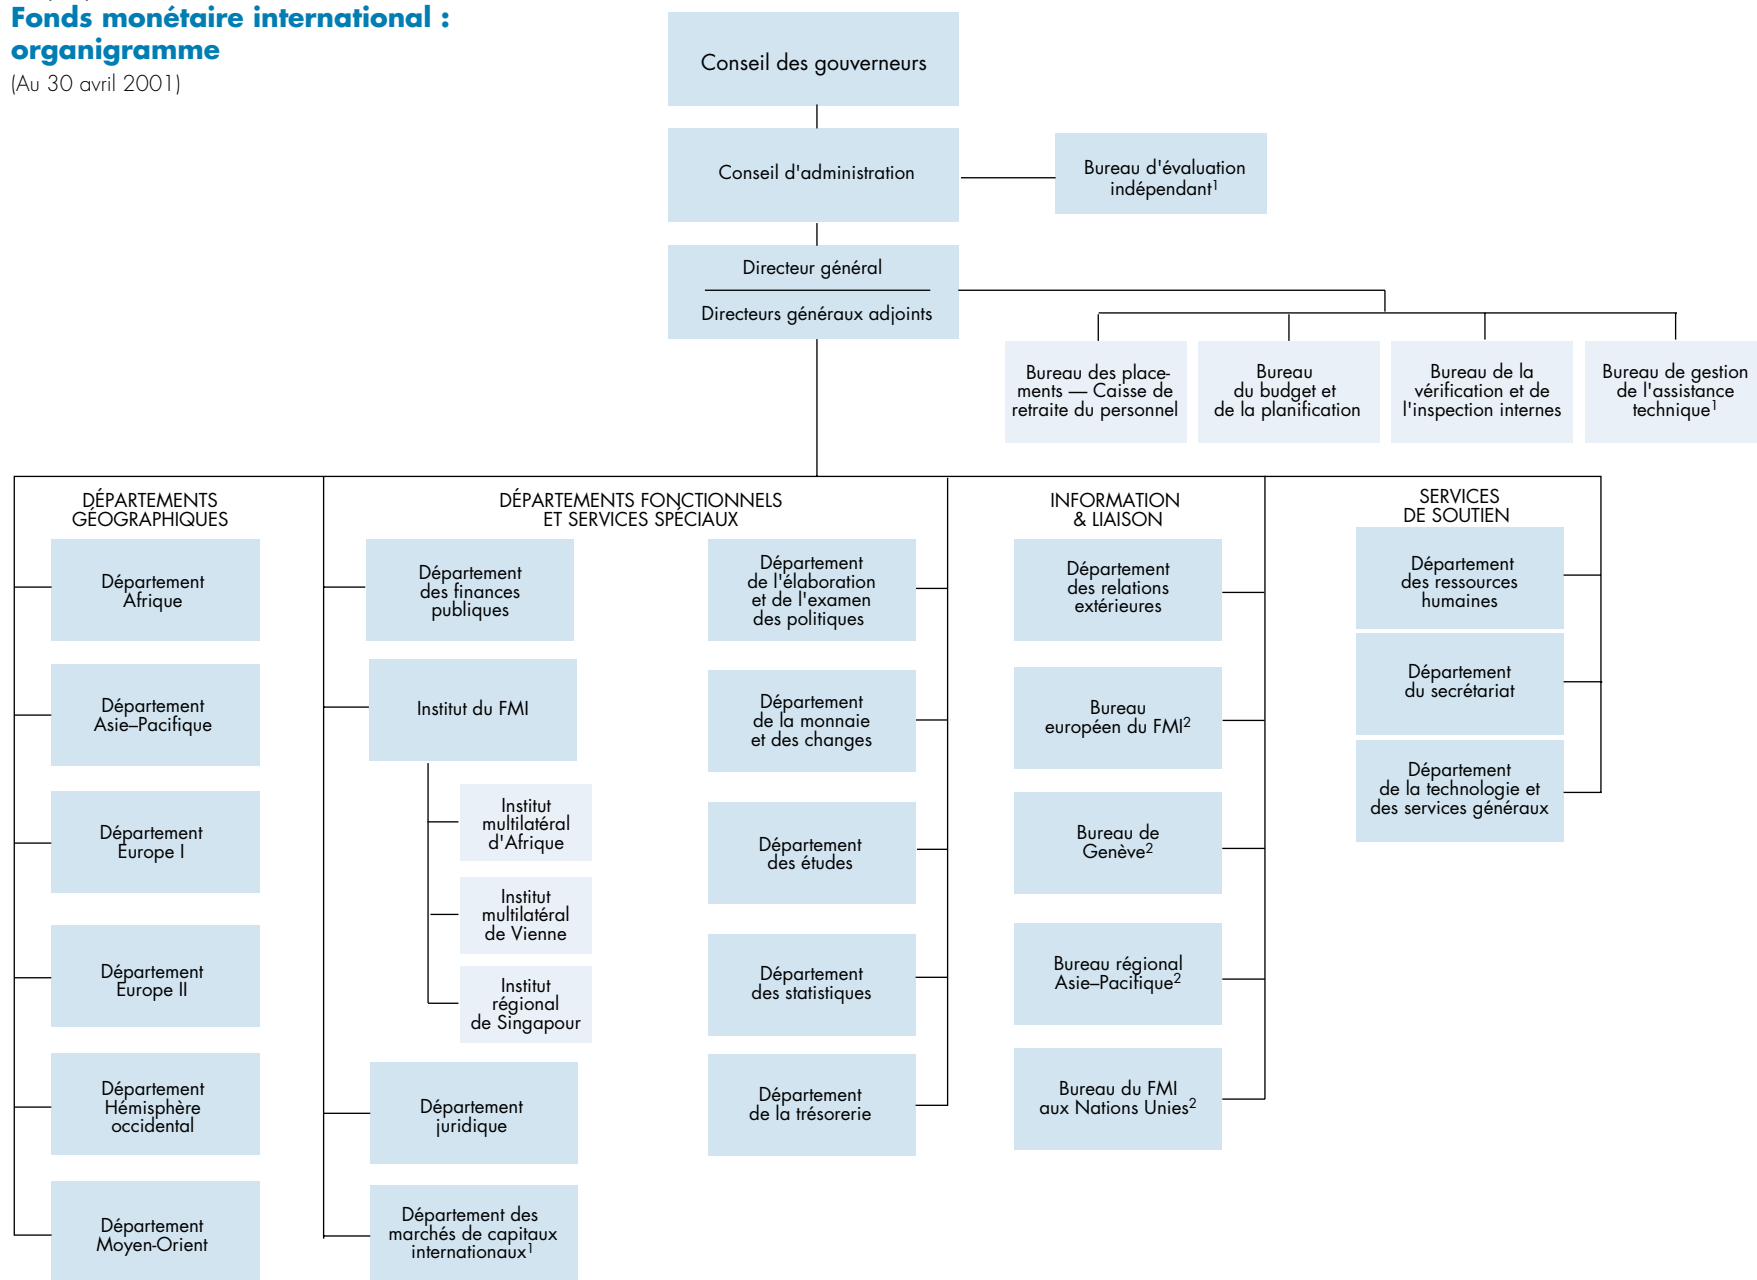 Fonds monétaire international :
organigramme
(Au 30 avril 2001)
Conseil des gouverneurs
Conseil d'administration
Bureau d'évaluation
indépendant1
Directeur général
Directeurs généraux adjoints
Bureau des place-
ments — Caisse de
retraite du personnel
Bureau
du budget et
de la planification
Bureau de la
vérification et de
l'inspection internes
Bureau de gestion
de l'assistance
technique1
DÉPARTEMENTS
GÉOGRAPHIQUES
Département
Afrique
Département
Asie–Pacifique
Département
Europe I
Département
Europe II
Département
Hémisphère
occidental
Département
Moyen-Orient
DÉPARTEMENTS FONCTIONNELS
ET SERVICES SPÉCIAUX
Département
des finances
publiques
Institut du FMI
Institut
multilatéral
d'Afrique
Institut
multilatéral
de Vienne
Institut
régional
de Singapour
Département
juridique
Département des
marchés de capitaux
internationaux1
Département
de l'élaboration
et de l'examen
des politiques
Département
de la monnaie
et des changes
Département
des études
Département
des statistiques
Département
de la trésorerie
INFORMATION
& LIAISON
Département
des relations
extérieures
Bureau
européen du FMI2
Bureau de
Genève2
Bureau régional
Asie–Pacifique2
Bureau du FMI
aux Nations Unies2
SERVICES
DE SOUTIEN
Département
des ressources
humaines
Département
du secrétariat
Département
de la technologie et
des services généraux